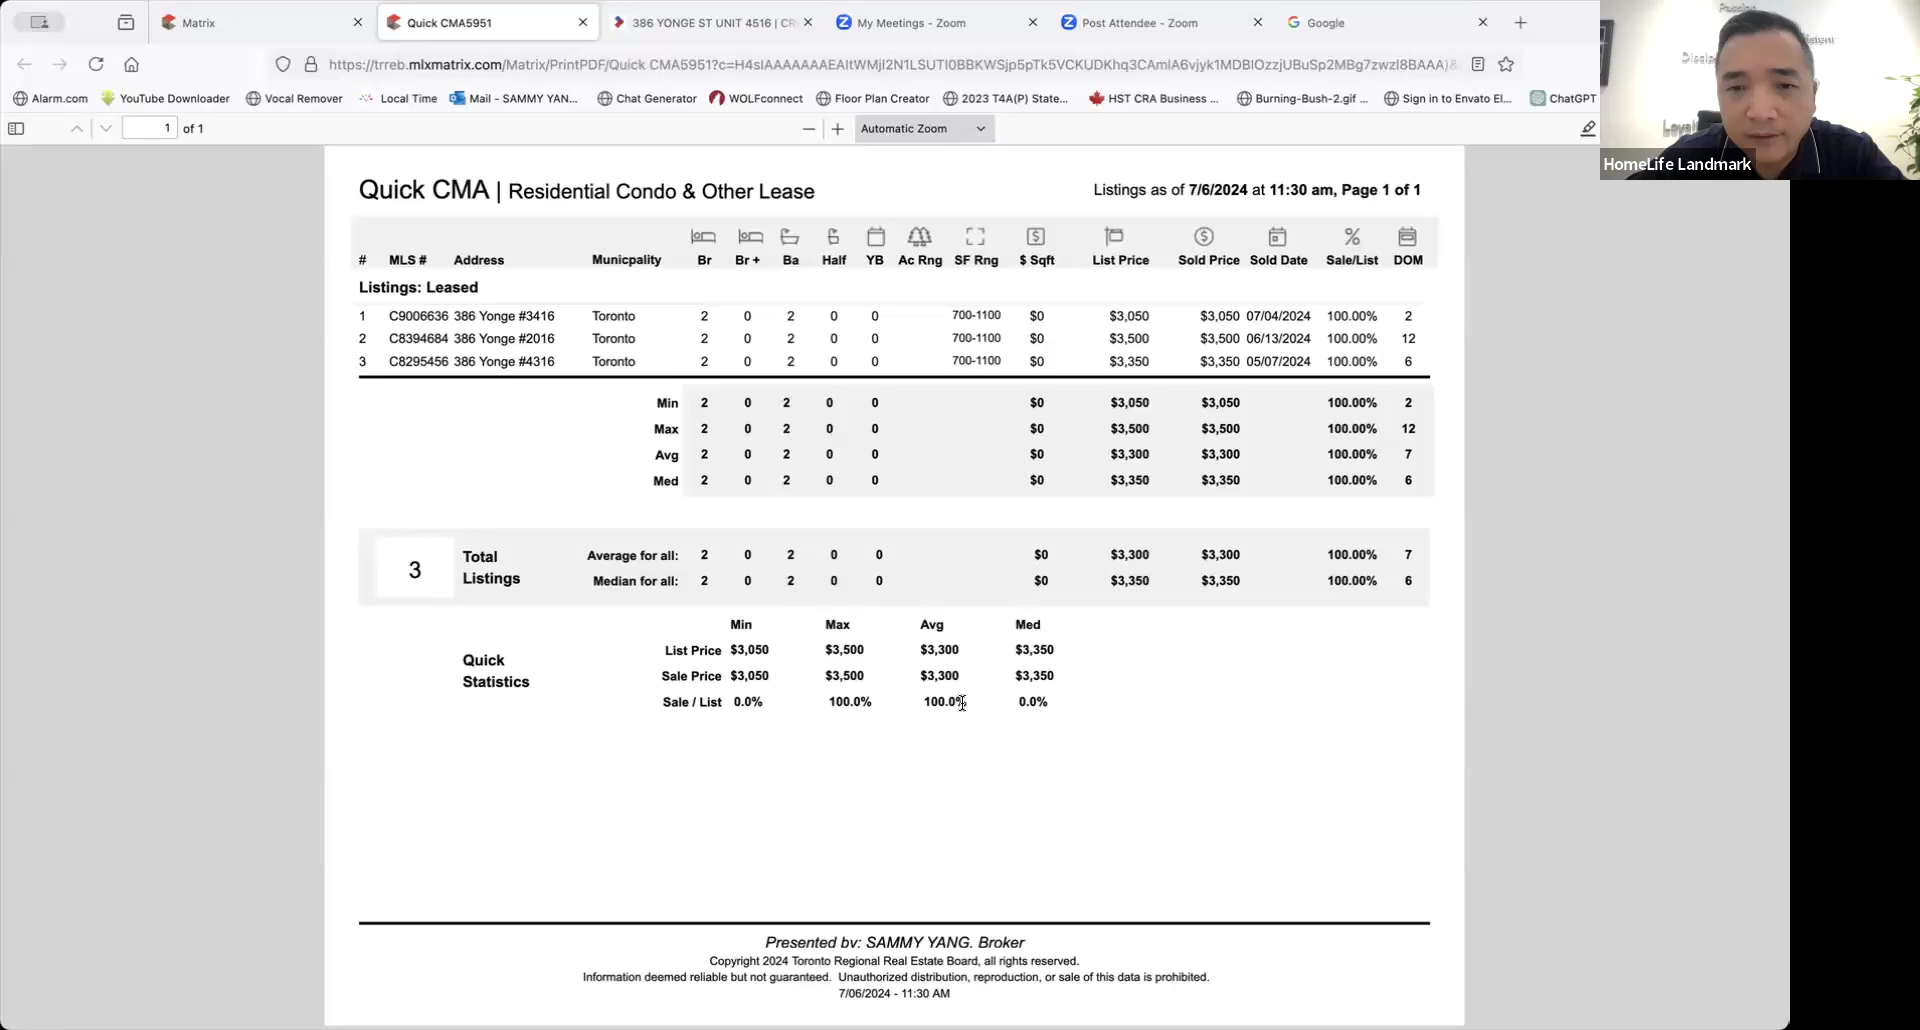 Matrix
Quick CMA5951
386 YONGE ST UNIT 4516 | CR
My Meetings - Zoom
Post Attendee - Zoom
Google
https://trreb.mlxmatrix.com/Matrix/PrintPDF/Quick
Alarm.com YouTube Downloader Vocal Remover Local Time Mail - SAMMY YAN... Chat Generator WOLFconnect Floor Plan Creator 2023 T4A(P) State... HST CRA Business ... Burning-Bush-2.gif ... Sign in to Envato El... ChatGPT
1 of 1 Automatic Zoom
HomeLife Landmark
Quick CMA | Residential Condo & Other Lease
Listings as of 7/6/2024 at 11:30 am, Page 1 of 1
# MLS # Address Municpality Br Br + Ba Half YB Ac Rng SF Rng $ Sqft List Price Sold Price Sold Date Sale/List DOM
Listings: Leased
1 C9006636 386 Yonge #3416 Toronto 2 0 2 0 0 700-1100 $0 $3,050 $3,050 07/04/2024 100.00% 2
2 C8394684 386 Yonge #2016 Toronto 2 0 2 0 0 700-1100 $0 $3,500 $3,500 06/13/2024 100.00% 12
3 C8295456 386 Yonge #4316 Toronto 2 0 2 0 0 700-1100 $0 $3,350 $3,350 05/07/2024 100.00% 6
Min 2 0 2 0 0 $0 $3,050 $3,050 100.00% 2
Max 2 0 2 0 0 $0 $3,500 $3,500 100.00% 12
Avg 2 0 2 0 0 $0 $3,300 $3,300 100.00% 7
Med 2 0 2 0 0 $0 $3,350 $3,350 100.00% 6
3 Total Listings
Average for all: 2 0 2 0 0 $0 $3,300 $3,300 100.00% 7
Median for all: 2 0 2 0 0 $0 $3,350 $3,350 100.00% 6
Quick Statistics
Min Max Avg Med
List Price $3,050 $3,500 $3,300 $3,350
Sale Price $3,050 $3,500 $3,300 $3,350
Sale / List 0.0% 100.0% 100.0% 0.0%
Presented by: SAMMY YANG. Broker
Copyright 2024 Toronto Regional Real Estate Board, all rights reserved.
Information deemed reliable but not guaranteed. Unauthorized distribution, reproduction, or sale of this data is prohibited.
7/06/2024 - 11:30 AM